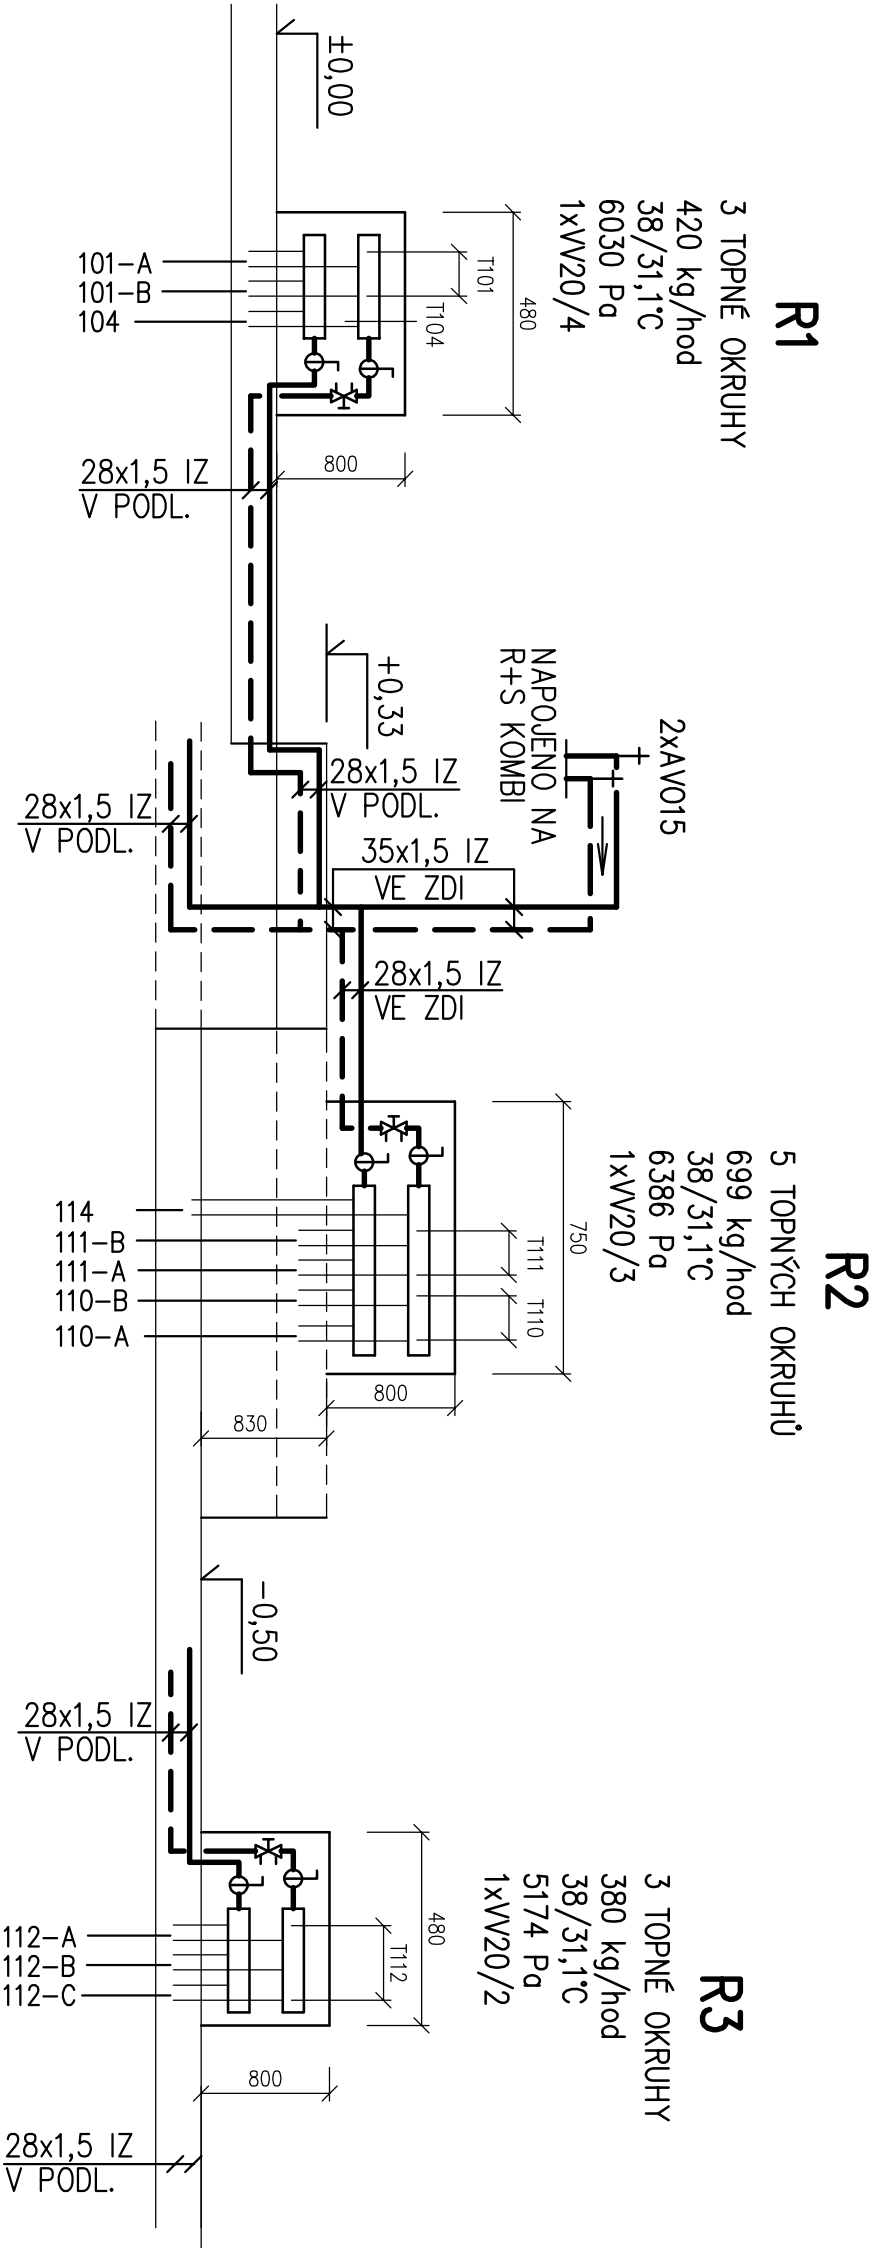 R1
3 TOPNÉ OKRUHY
420 kg/hod
38/31,1°C
6030 Pa
1xVV20/4
±0,00
480
T101
T104
101-A
101-B
104
800
28x1,5 IZ
V PODL.
+0,33
2xAVO15
NAPOJENO NA
R+S KOMBI
28x1,5 IZ
V PODL.
28x1,5 IZ
V PODL.
35x1,5 IZ
VE ZDI
28x1,5 IZ
VE ZDI
R2
5 TOPNÝCH OKRUHŮ
699 kg/hod
38/31,1°C
6386 Pa
1xVV20/3
750
T111
T110
114
111-B
111-A
110-B
110-A
800
830
-0,50
28x1,5 IZ
V PODL.
R3
3 TOPNÉ OKRUHY
380 kg/hod
38/31,1°C
5174 Pa
1xVV20/2
480
T112
112-A
112-B
112-C
800
28x1,5 IZ
V PODL.